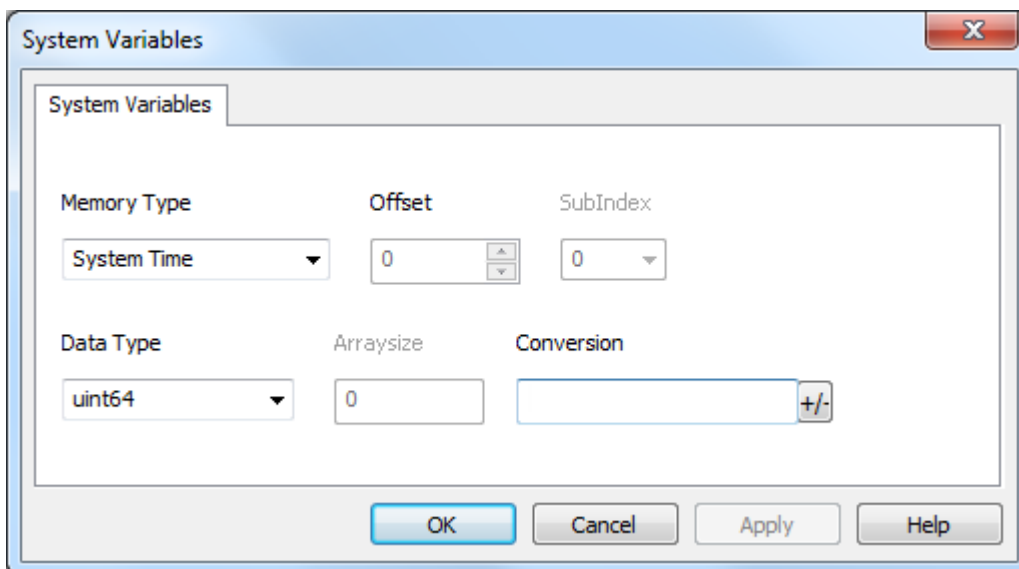 System Variables
System Variables
Memory Type Offset SubIndex
System Time 0 0
Data Type Arraysize Conversion
uint64 0 +/-
OK Cancel Apply Help